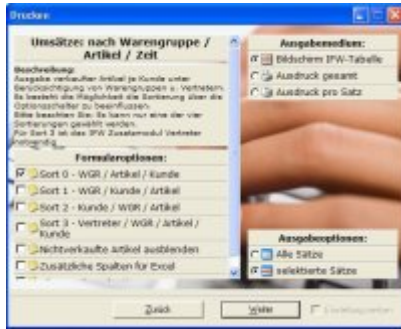 Drucken
Umsätze: nach Warengruppe /
Artikel / Zeit
Beschreibung:
Ausgabe verkaufter Artikel je Kunde unter
Berücksichtigung von Warengruppen u. Vertretern
Es besteht die Möglichkeit die Sortierung über die
Optionsschalter zu beeinflussen.
Bitte beachten Sie: Es kann nur eine der vier
Sortierungen gewählt werden.
Für Sort 3 ist das IFW Zusatzmodul Vertreter
notwendig
Formularoptionen:
Sort 0 - WGR / Artikel / Kunde
Sort 1 - WGR / Kunde / Artikel
Sort 2 - Kunde / WGR / Artikel
Sort 3 - Vertreter / WGR / Artikel /
Kunde
Nichtverkaufte Artikel ausblenden
Zusätzliche Spalten für Excel
Ausgabemedium:
Bildschirm IFW-Tabelle
Ausdruck gesamt
Ausdruck pro Satz
Ausgabeoptionen:
Alle Sätze
selektierte Sätze
Zurück
Weiter